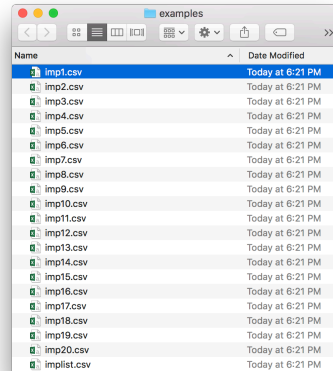 examples
Name Date Modified
imp1.csv Today at 6:21 PM
imp2.csv Today at 6:21 PM
imp3.csv Today at 6:21 PM
imp4.csv Today at 6:21 PM
imp5.csv Today at 6:21 PM
imp6.csv Today at 6:21 PM
imp7.csv Today at 6:21 PM
imp8.csv Today at 6:21 PM
imp9.csv Today at 6:21 PM
imp10.csv Today at 6:21 PM
imp11.csv Today at 6:21 PM
imp12.csv Today at 6:21 PM
imp13.csv Today at 6:21 PM
imp14.csv Today at 6:21 PM
imp15.csv Today at 6:21 PM
imp16.csv Today at 6:21 PM
imp17.csv Today at 6:21 PM
imp18.csv Today at 6:21 PM
imp19.csv Today at 6:21 PM
imp20.csv Today at 6:21 PM
implist.csv Today at 6:21 PM